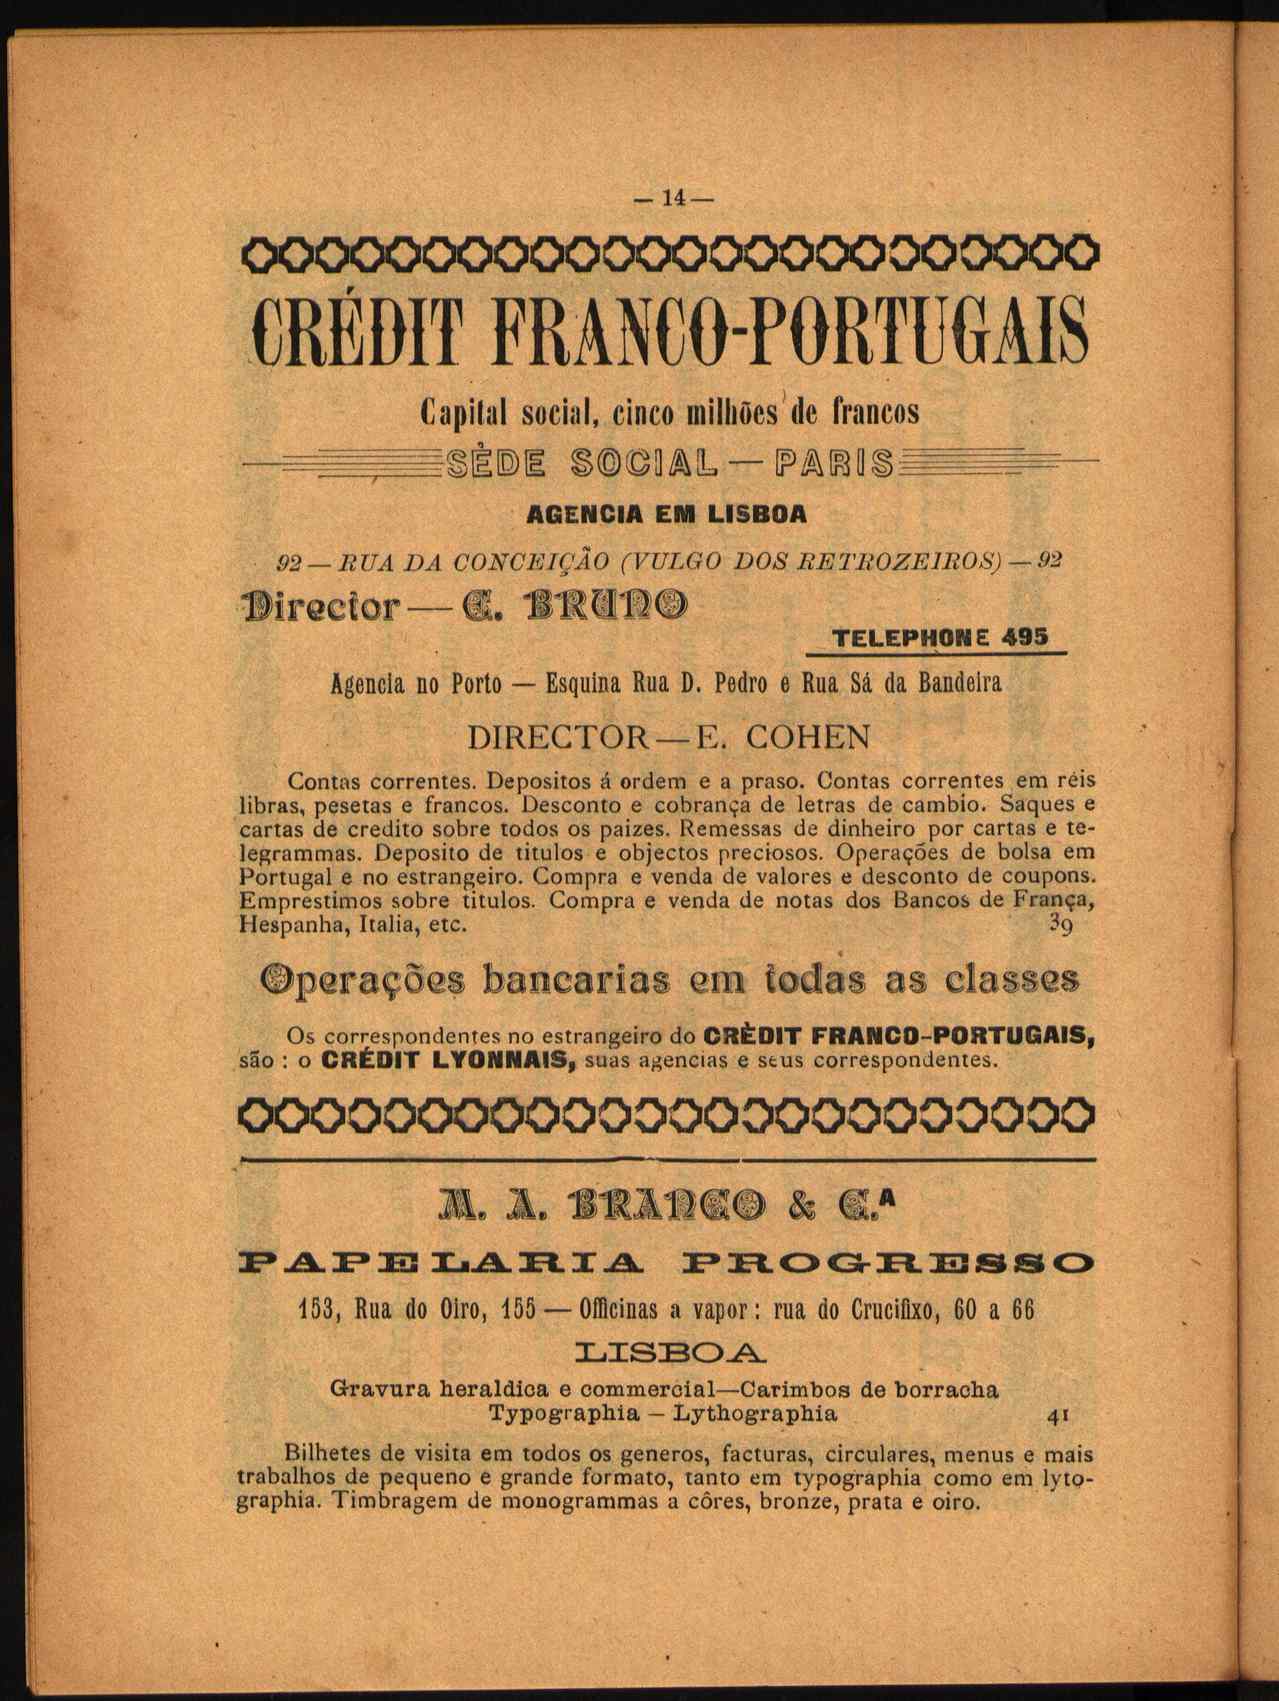 — 14 —
CRÉDIT FRANCO-PORTUGAIS
Capital social, cinco milhões de francos
SÈDE SOCIAL — PARIS
AGENCIA EM LISBOA
92 — RUA DA CONCEIÇÃO (VULGO DOS RETROZEIROS) — 92
Director — C. BRUNO
TELEPHONE 495
Agencia no Porto — Esquina Rua D. Pedro e Rua Sá da Bandeira
DIRECTOR — E. COHEN
Contas correntes. Depositos á ordem e a praso. Contas correntes em réis
libras, pesetas e francos. Desconto e cobrança de letras de cambio. Saques e
cartas de credito sobre todos os paizes. Remessas de dinheiro por cartas e te-
legrammas. Deposito de titulos e objectos preciosos. Operações de bolsa em
Portugal e no estrangeiro. Compra e venda de valores e desconto de coupons.
Emprestimos sobre titulos. Compra e venda de notas dos Bancos de França,
Hespanha, Italia, etc. 39
Operações bancarias em todas as classes
Os correspondentes no estrangeiro do CRÈDIT FRANCO-PORTUGAIS,
são : o CRÉDIT LYONNAIS, suas agencias e seus correspondentes.
M. A. BRANCO & C.ª
PAPELARIA PROGRESSO
153, Rua do Oiro, 155 — Officinas a vapor : rua do Crucifixo, 60 a 66
LISBOA
Gravura heraldica e commercial—Carimbos de borracha
Typographia — Lythographia 41
Bilhetes de visita em todos os generos, facturas, circulares, menus e mais
trabalhos de pequeno e grande formato, tanto em typographia como em lyto-
graphia. Timbragem de monogrammas a côres, bronze, prata e oiro.